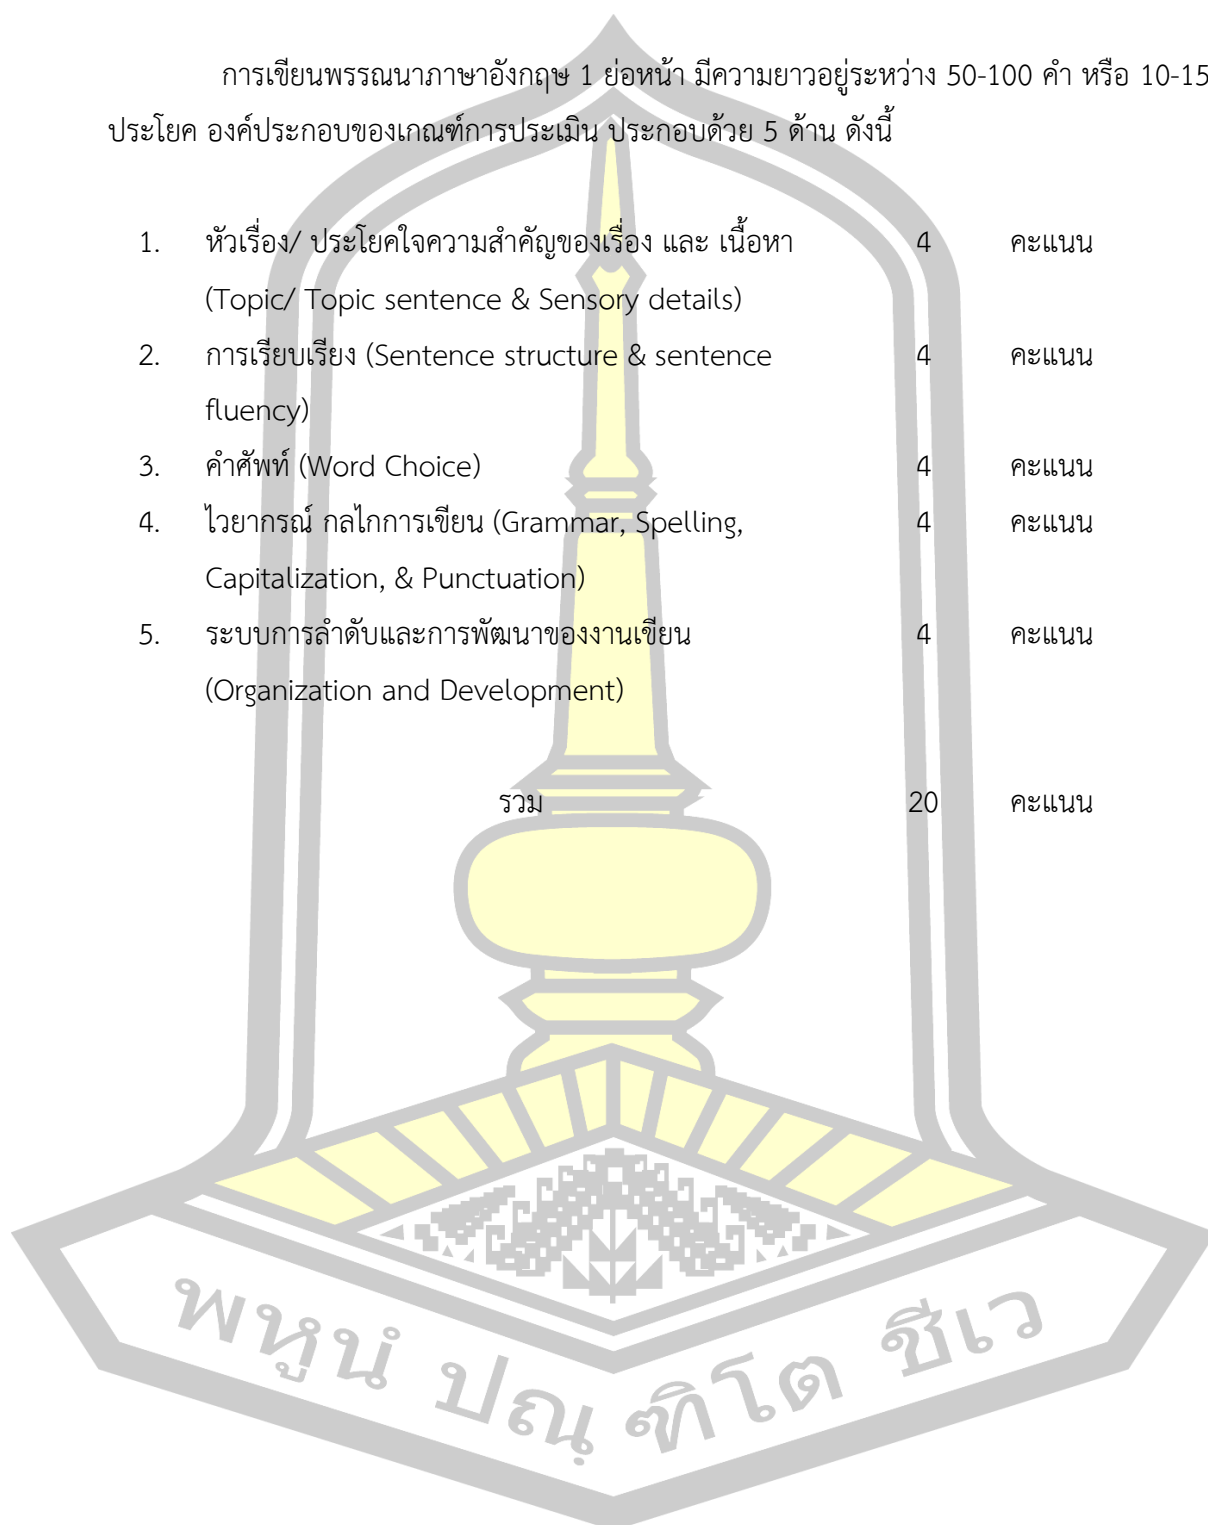 การเขียนพรรณนาภาษาอังกฤษ 1 ย่อหน้า มีความยาวอยู่ระหว่าง 50-100 คำ หรือ 10-15
ประโยค องค์ประกอบของเกณฑ์การประเมิน ประกอบด้วย 5 ด้าน ดังนี้
1. หัวเรื่อง/ ประโยคใจความสำคัญของเรื่อง และ เนื้อหา 4 คะแนน
(Topic/ Topic sentence & Sensory details)
2. การเรียบเรียง (Sentence structure & sentence 4 คะแนน
fluency)
3. คำศัพท์ (Word Choice) 4 คะแนน
4. ไวยากรณ์ กลไกการเขียน (Grammar, Spelling, 4 คะแนน
Capitalization, & Punctuation)
5. ระบบการลำดับและการพัฒนาของงานเขียน 4 คะแนน
(Organization and Development)
รวม 20 คะแนน
พหูนํ ปณฺฑิโต ชีเว